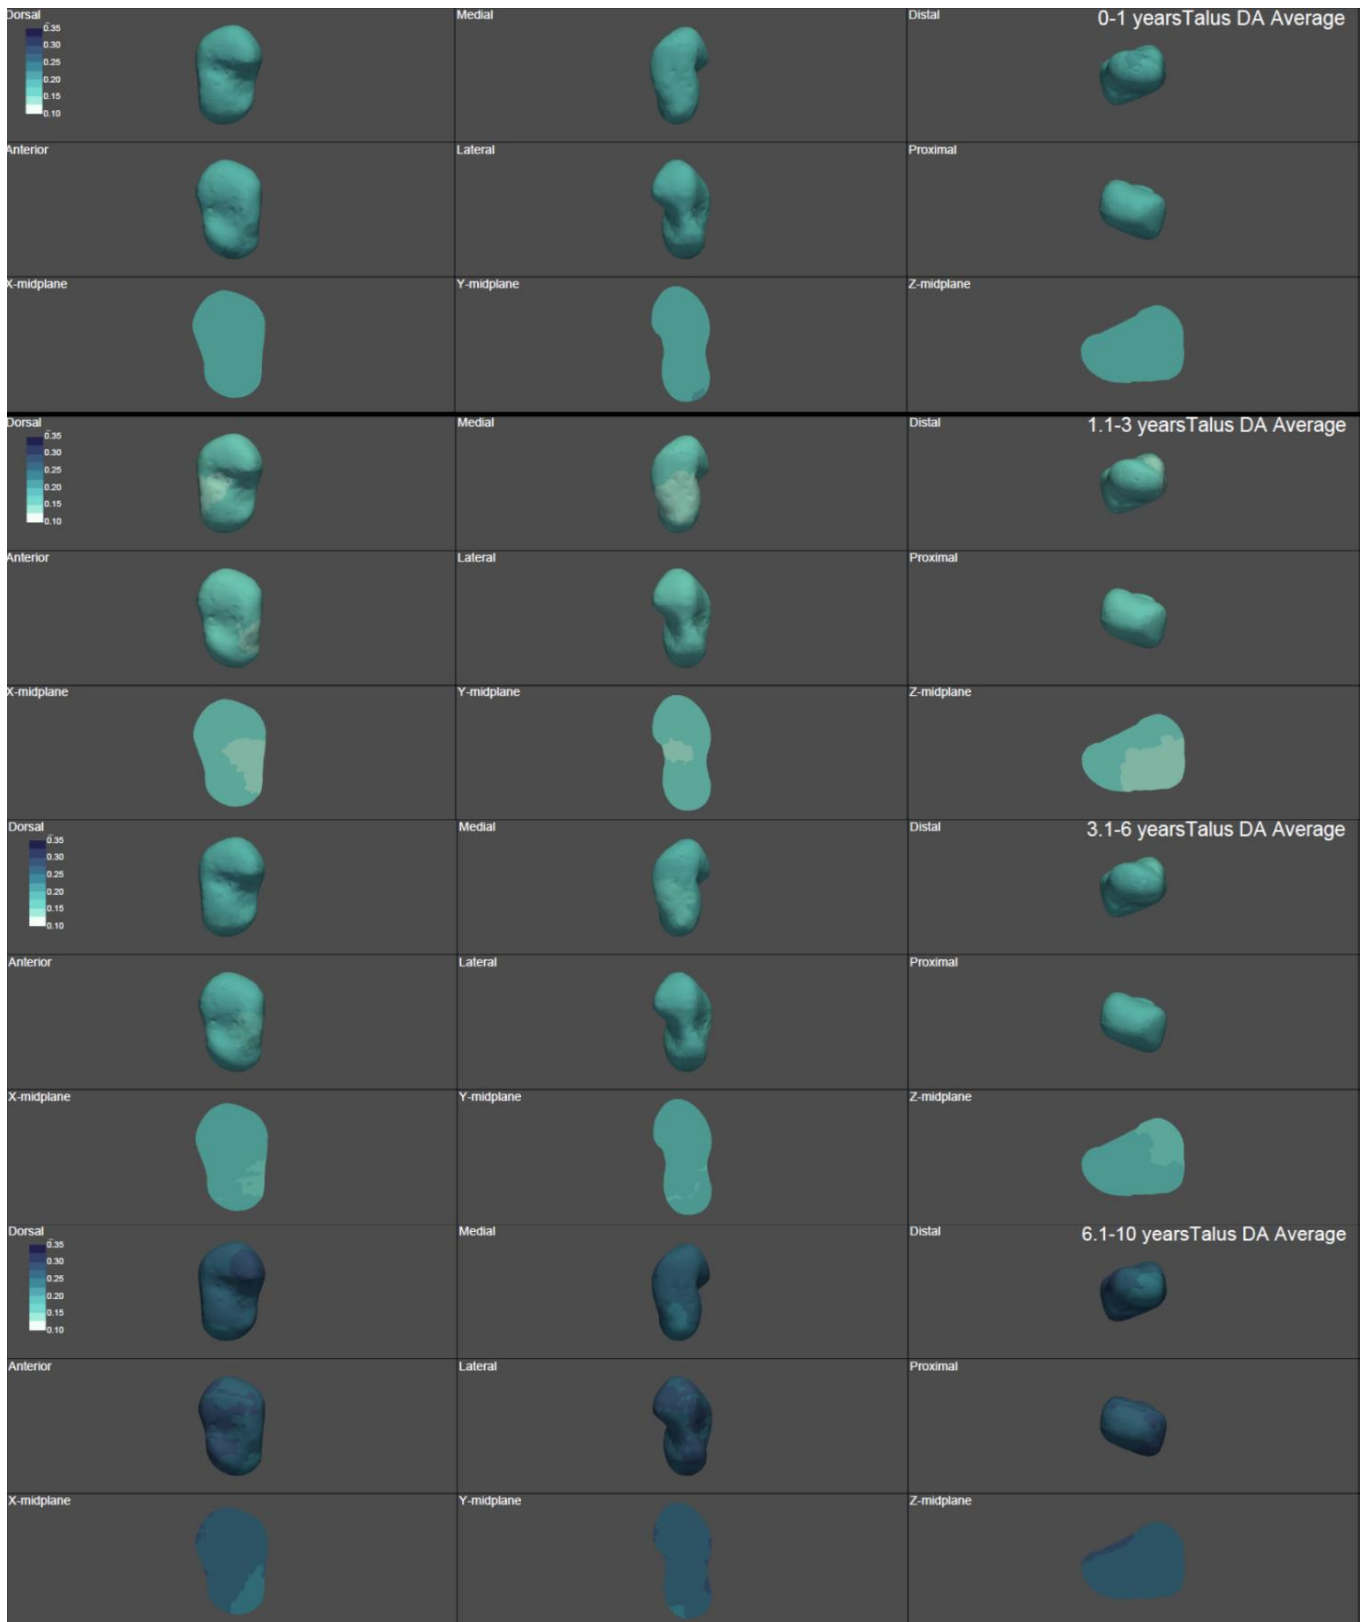 Dorsal
Medial
Distal
0-1 yearsTalus DA Average
0.35
0.30
0.25
0.20
0.15
0.10
Anterior
Lateral
Proximal
X-midplane
Y-midplane
Z-midplane
Dorsal
Medial
Distal
1.1-3 yearsTalus DA Average
0.35
0.30
0.25
0.20
0.15
0.10
Anterior
Lateral
Proximal
X-midplane
Y-midplane
Z-midplane
Dorsal
Medial
Distal
3.1-6 yearsTalus DA Average
0.35
0.30
0.25
0.20
0.15
0.10
Anterior
Lateral
Proximal
X-midplane
Y-midplane
Z-midplane
Dorsal
Medial
Distal
6.1-10 yearsTalus DA Average
0.35
0.30
0.25
0.20
0.15
0.10
Anterior
Lateral
Proximal
X-midplane
Y-midplane
Z-midplane